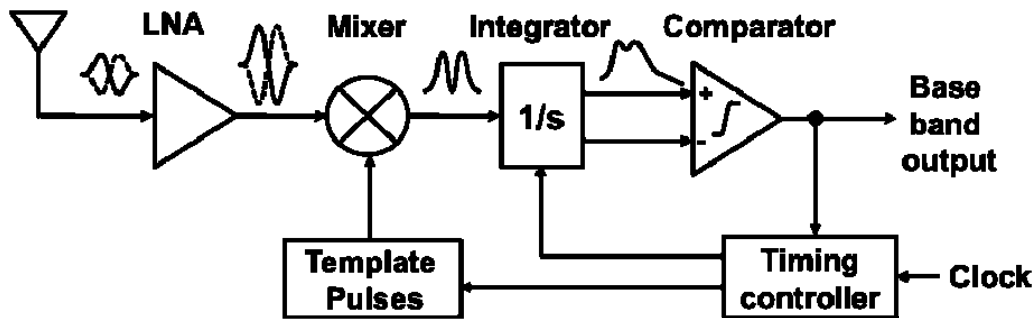 LNA
Mixer
Integrator
Comparator
1/s
+
-
Base
band
output
Template
Pulses
Timing
controller
Clock